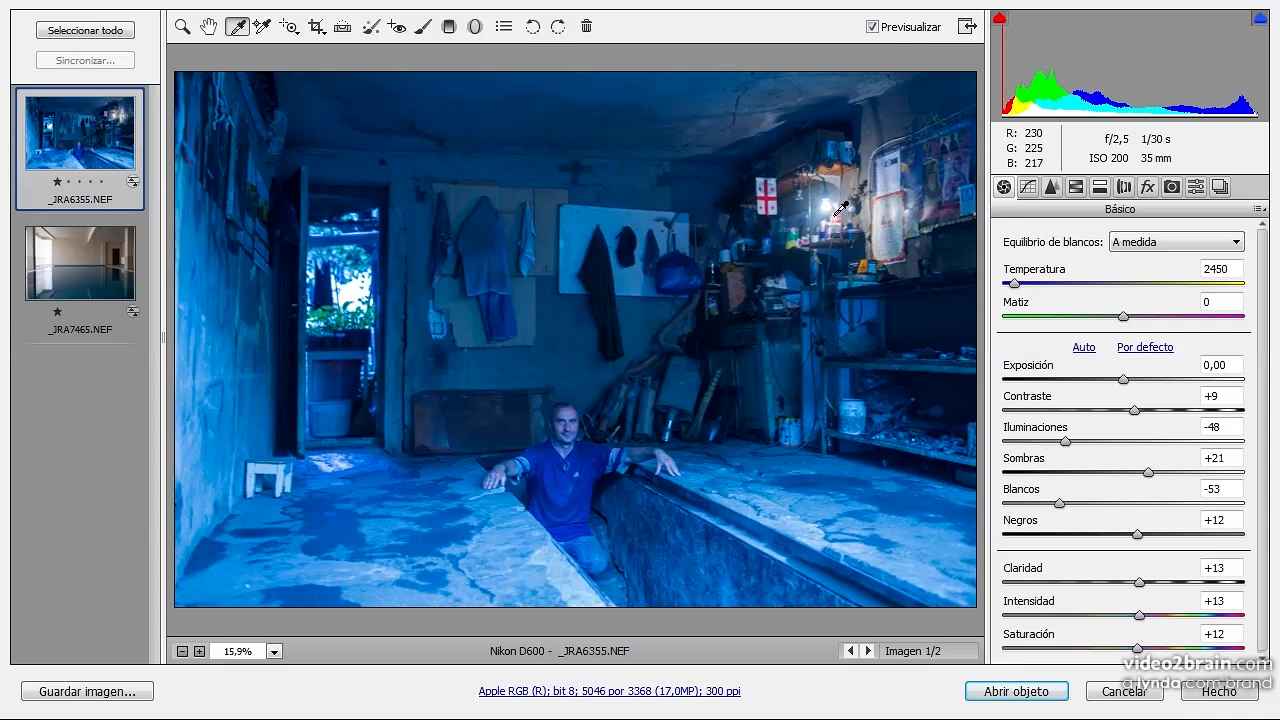 Seleccionar todo
Sincronizar...
_JRA6355.NEF
_JRA7465.NEF
Previsualizar
R: 230
G: 225
B: 217
f/2,5 1/30 s
ISO 200 35 mm
Básico
Equilibrio de blancos: A medida
Temperatura 2450
Matiz 0
Auto Por defecto
Exposición 0,00
Contraste +9
Iluminaciones -48
Sombras +21
Blancos -53
Negros +12
Claridad +13
Intensidad +13
Saturación +12
15,9%
Nikon D600 - _JRA6355.NEF
Imagen 1/2
video2brain.com
a lynda.com brand
Guardar imagen...
Apple RGB (R); bit 8; 5046 por 3368 (17,0MP); 300 ppi
Abrir objeto
Cancelar
Hecho